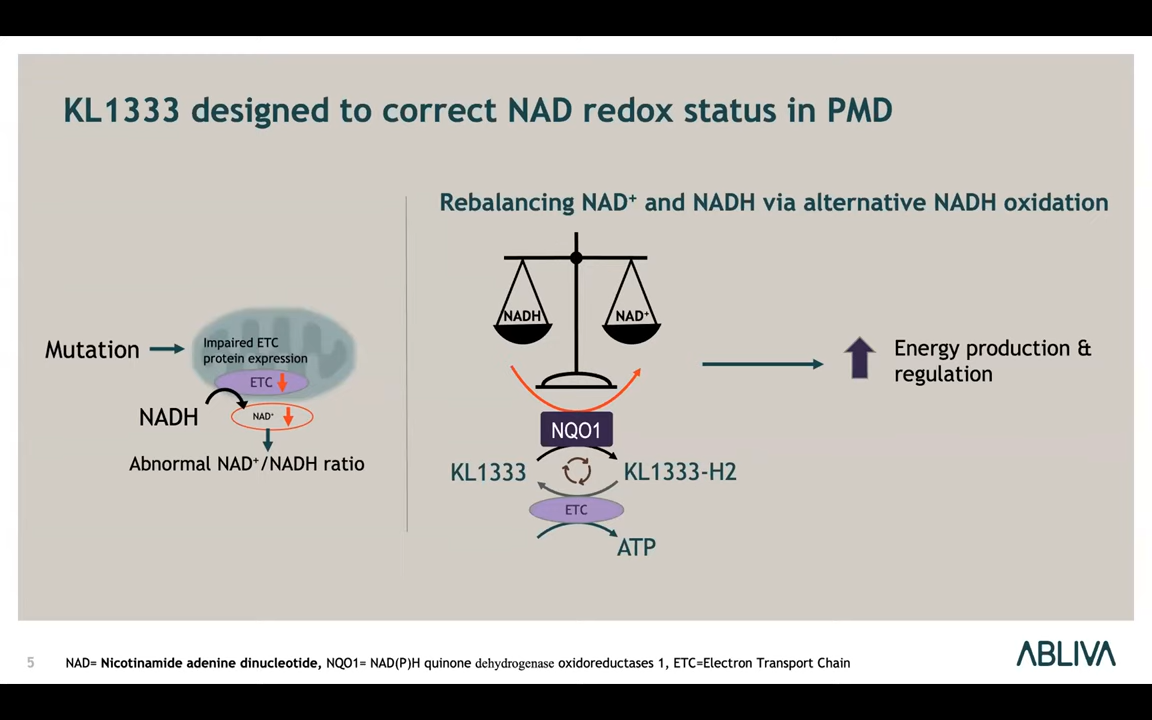 KL1333 designed to correct NAD redox status in PMD
Mutation
Impaired ETC
protein expression
ETC
NADH
NAD⁺
Abnormal NAD⁺/NADH ratio
Rebalancing NAD⁺ and NADH via alternative NADH oxidation
NADH
NAD⁺
NQO1
KL1333
KL1333-H2
ETC
ATP
Energy production &
regulation
5
NAD= Nicotinamide adenine dinucleotide, NQO1= NAD(P)H quinone dehydrogenase oxidoreductases 1, ETC=Electron Transport Chain
ABLIVA